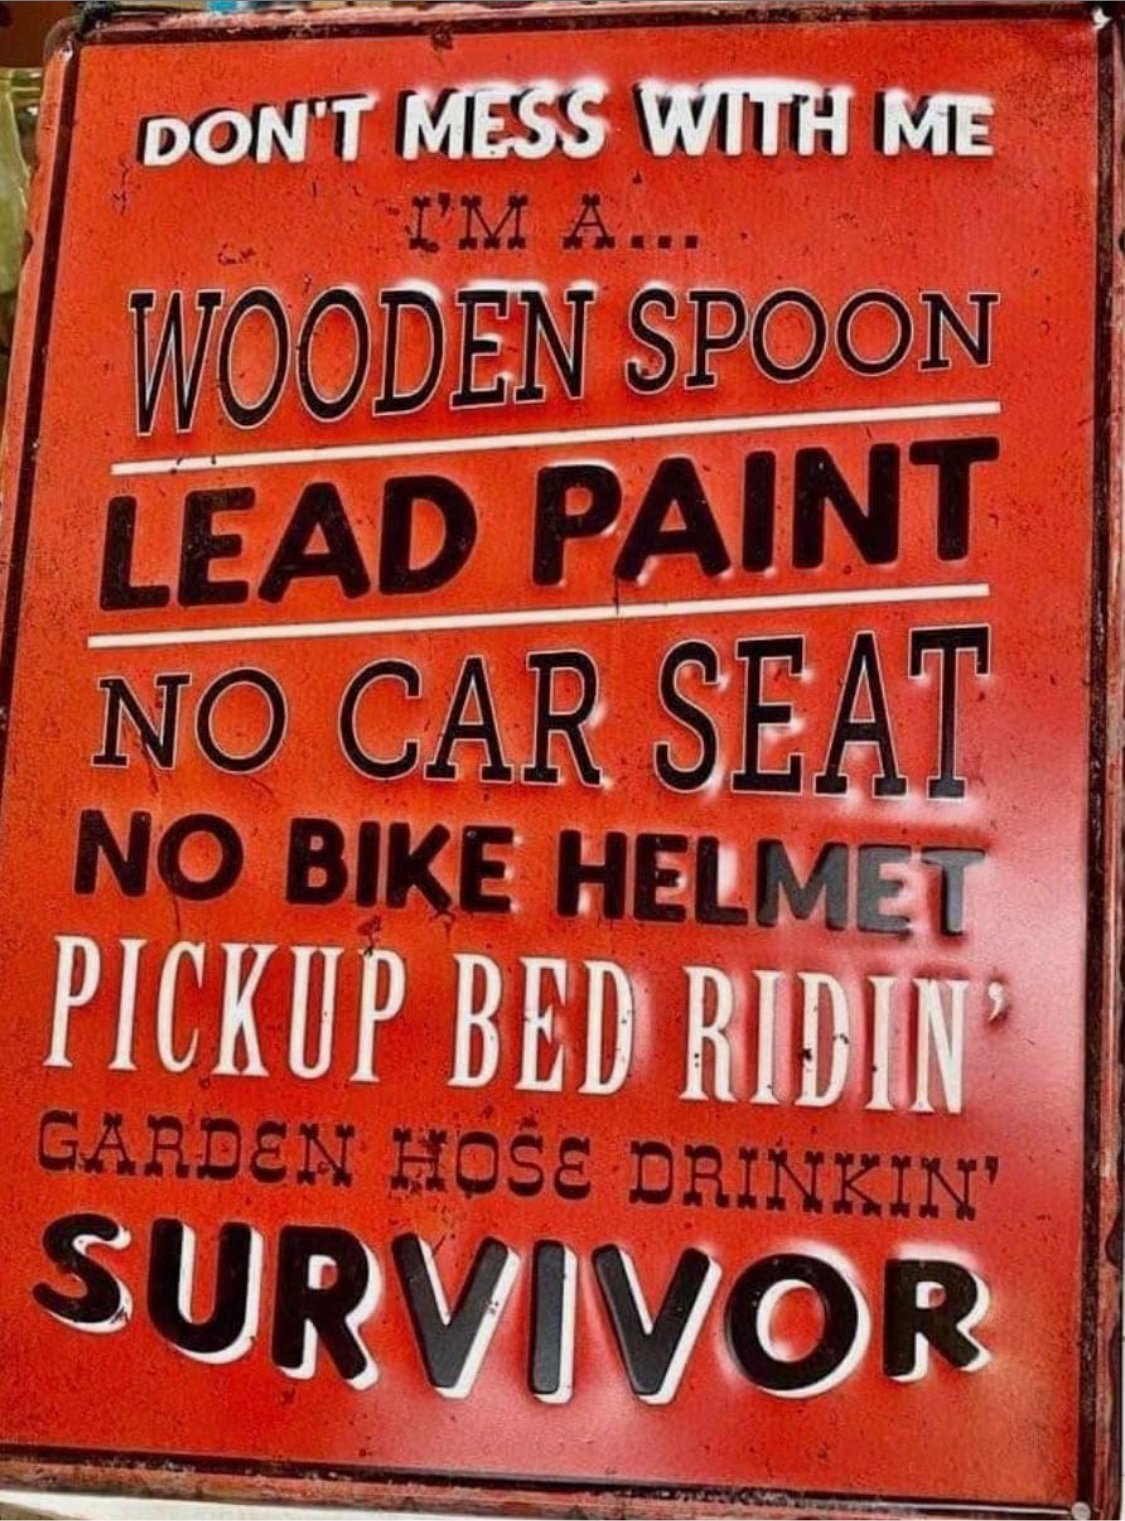 DON'T MESS WITH ME
I'M A...
WOODEN SPOON
LEAD PAINT
NO CAR SEAT
NO BIKE HELMET
PICKUP BED RIDIN'
GARDEN HOSE DRINKIN'
SURVIVOR